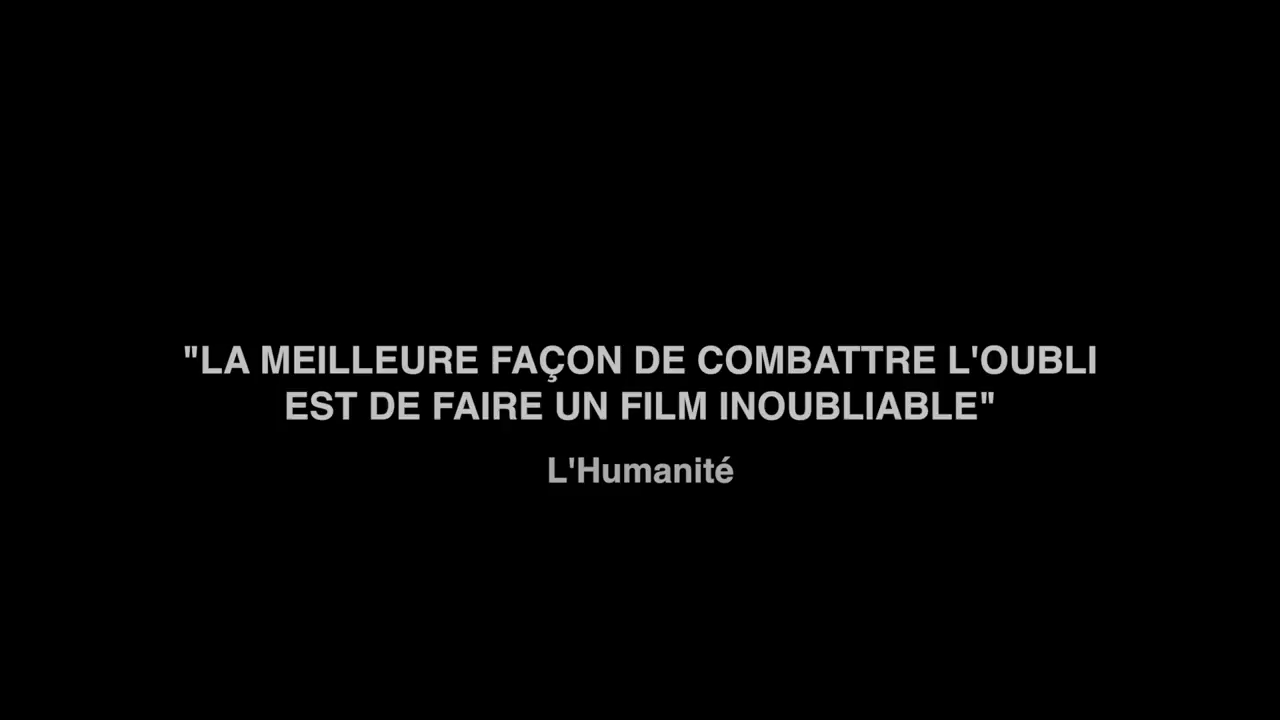 "LA MEILLEURE FAÇON DE COMBATTRE L'OUBLI
EST DE FAIRE UN FILM INOUBLIABLE"
L'Humanité